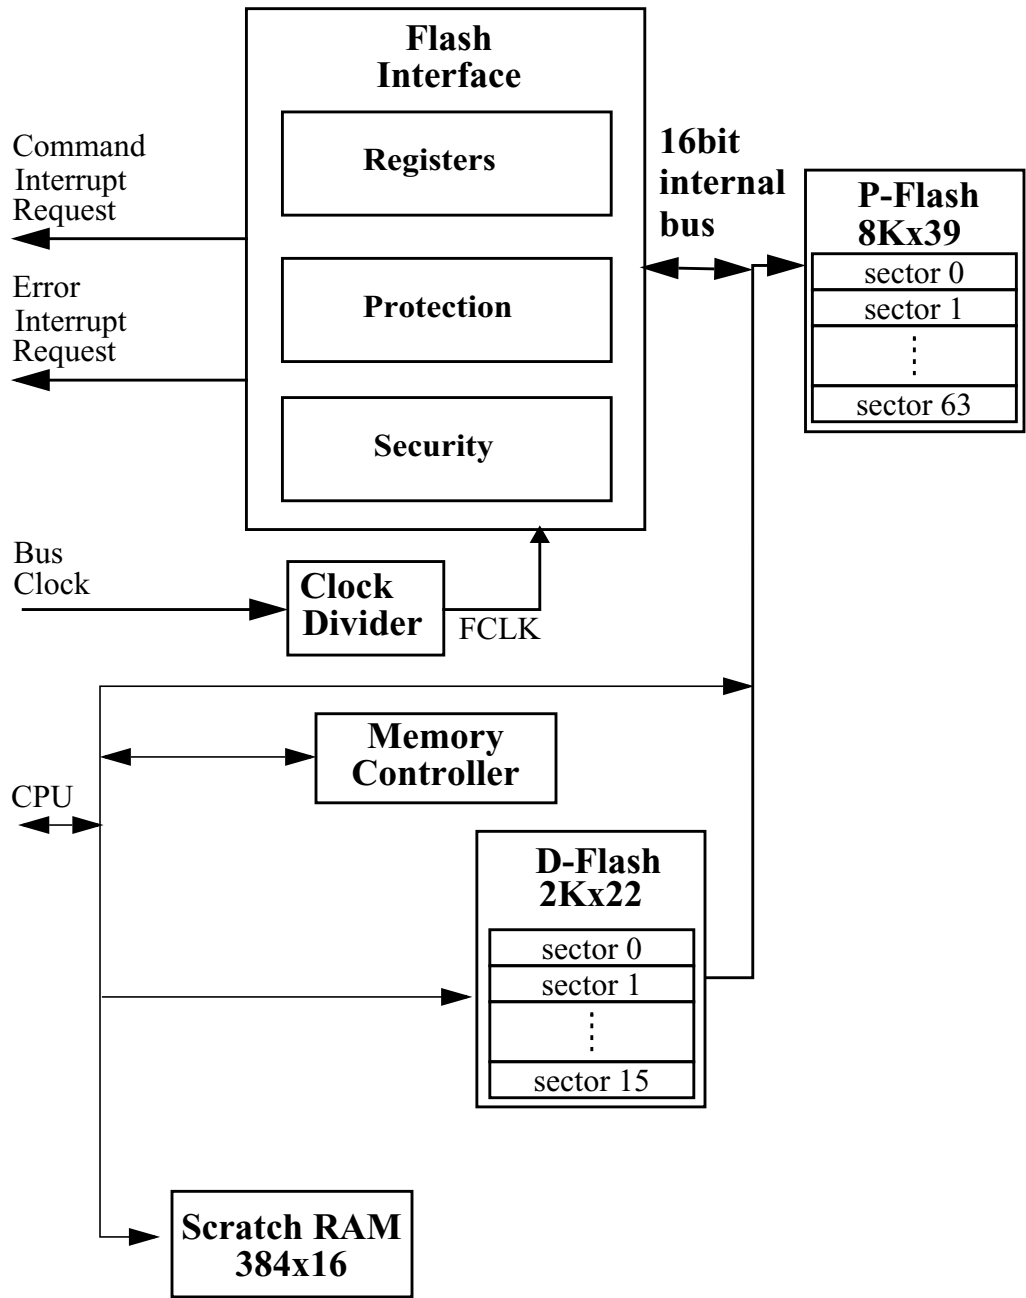 Flash
Interface
Registers
Protection
Security
Command
Interrupt
Request
Error
Interrupt
Request
16bit
internal
bus
P-Flash
8Kx39
sector 0
sector 1
sector 63
Bus
Clock
Clock
Divider
FCLK
Memory
Controller
CPU
D-Flash
2Kx22
sector 0
sector 1
sector 15
Scratch RAM
384x16